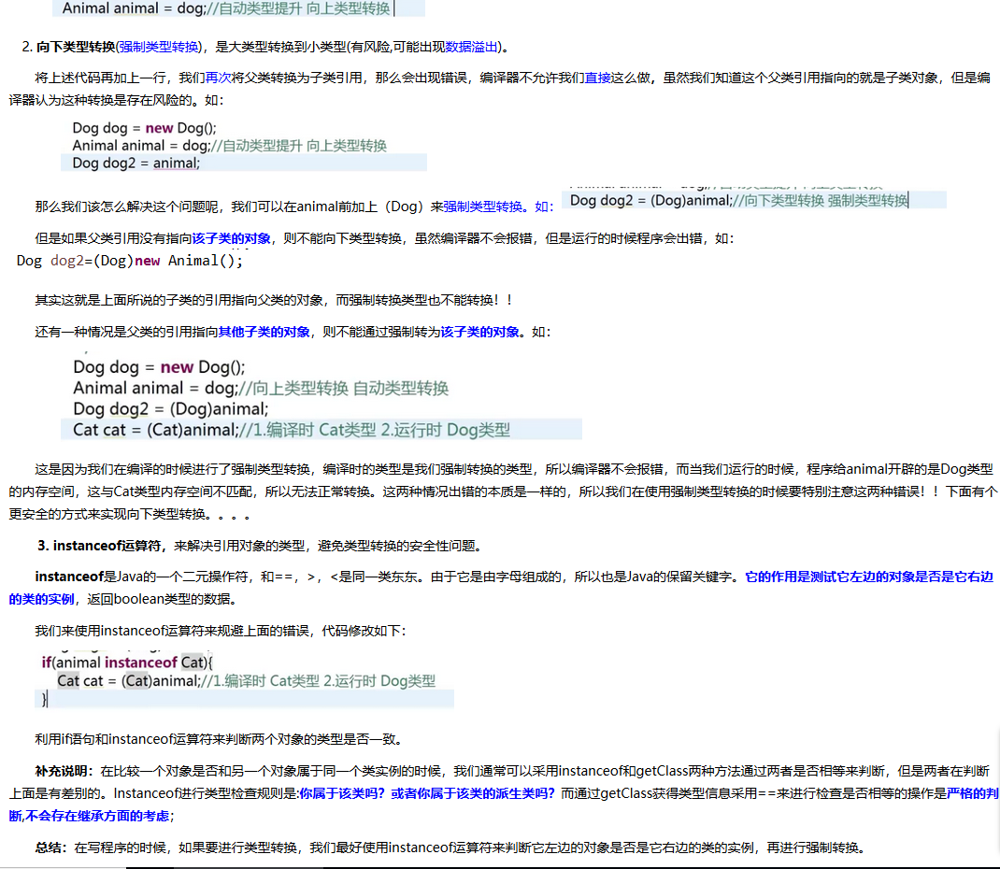 Animal animal = dog;//自动类型提升 向上类型转换
2. 向下类型转换(强制类型转换)，是大类型转换到小类型(有风险,可能出现数据溢出)。
将上述代码再加上一行，我们再次将父类转换为子类引用，那么会出现错误，编译器不允许我们直接这么做，虽然我们知道这个父类引用指向的就是子类对象，但是编
译器认为这种转换是存在风险的。如：
Dog dog = new Dog();
Animal animal = dog;//自动类型提升 向上类型转换
Dog dog2 = animal;
那么我们该怎么解决这个问题呢，我们可以在animal前加上（Dog）来强制类型转换。如：
Dog dog2 = (Dog)animal;//向下类型转换 强制类型转换
但是如果父类引用没有指向该子类的对象，则不能向下类型转换，虽然编译器不会报错，但是运行的时候程序会出错，如：
Dog dog2=(Dog)new Animal();
其实这就是上面所说的子类的引用指向父类的对象，而强制转换类型也不能转换！！
还有一种情况是父类的引用指向其他子类的对象，则不能通过强制转为该子类的对象。如：
Dog dog = new Dog();
Animal animal = dog;//向上类型转换 自动类型转换
Dog dog2 = (Dog)animal;
Cat cat = (Cat)animal;//1.编译时 Cat类型 2.运行时 Dog类型
这是因为我们在编译的时候进行了强制类型转换，编译时的类型是我们强制转换的类型，所以编译器不会报错，而当我们运行的时候，程序给animal开辟的是Dog类型
的内存空间，这与Cat类型内存空间不匹配，所以无法正常转换。这两种情况出错的本质是一样的，所以我们在使用强制类型转换的时候要特别注意这两种错误！！下面有个
更安全的方式来实现向下类型转换。。。。
3. instanceof运算符，来解决引用对象的类型，避免类型转换的安全性问题。
instanceof是Java的一个二元操作符，和==，>，<是同一类东东。由于它是由字母组成的，所以也是Java的保留关键字。它的作用是测试它左边的对象是否是它右边
的类的实例，返回boolean类型的数据。
我们来使用instanceof运算符来规避上面的错误，代码修改如下：
if(animal instanceof Cat){
Cat cat = (Cat)animal;//1.编译时 Cat类型 2.运行时 Dog类型
}
利用if语句和instanceof运算符来判断两个对象的类型是否一致。
补充说明：在比较一个对象是否和另一个对象属于同一个类实例的时候，我们通常可以采用instanceof和getClass两种方法通过两者是否相等来判断，但是两者在判断
上面是有差别的。Instanceof进行类型检查规则是:你属于该类吗？或者你属于该类的派生类吗？而通过getClass获得类型信息采用==来进行检查是否相等的操作是严格的判
断,不会存在继承方面的考虑；
总结：在写程序的时候，如果要进行类型转换，我们最好使用instanceof运算符来判断它左边的对象是否是它右边的类的实例，再进行强制转换。